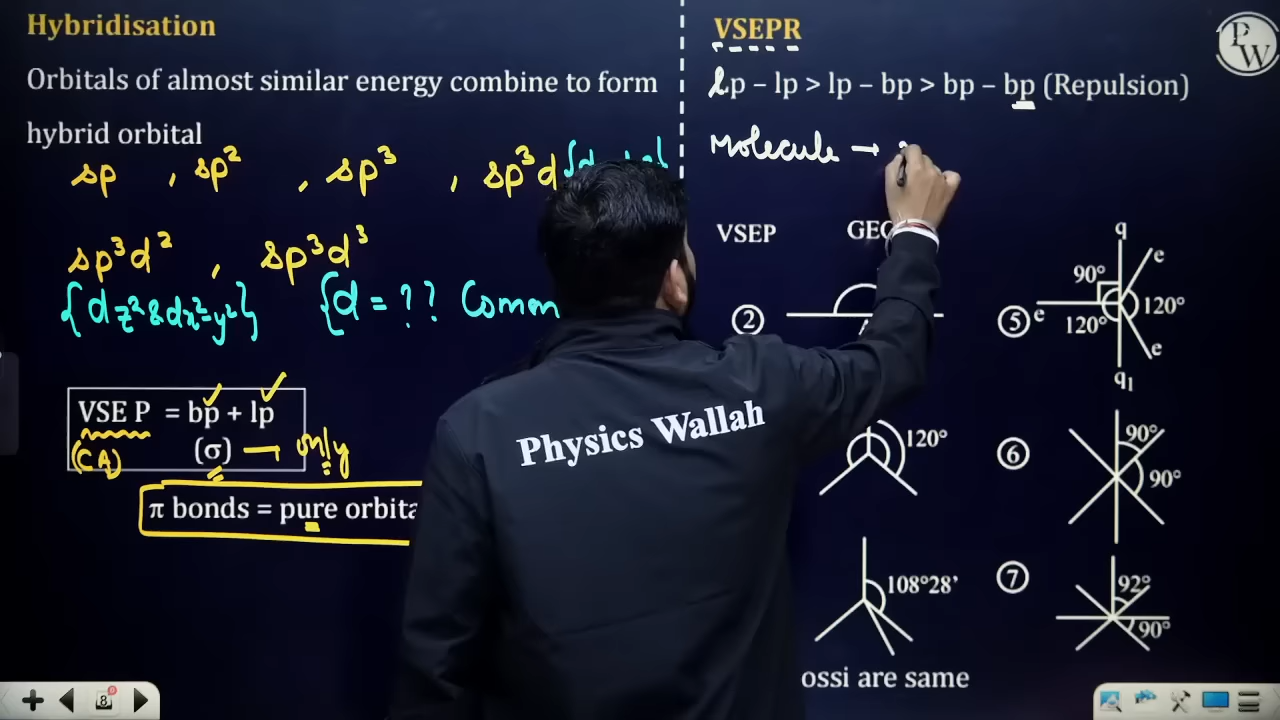 Hybridisation
Orbitals of almost similar energy combine to form
hybrid orbital
sp , sp² , sp³ , sp³d
sp³d² , sp³d³
{dz² & dx²-y²} {d = ??
VSE P = bp + lp
(CA) (σ) → only
π bonds = pure
VSEPR
lp – lp > lp – bp > bp – bp (Repulsion)
Molecule →
VSEP
②
120°
108°28'
ossi are same
⑤
q
e
90°
120°
e
120°
e
q1
⑥
90°
90°
⑦
92°
90°
PW
Physics Wallah
8